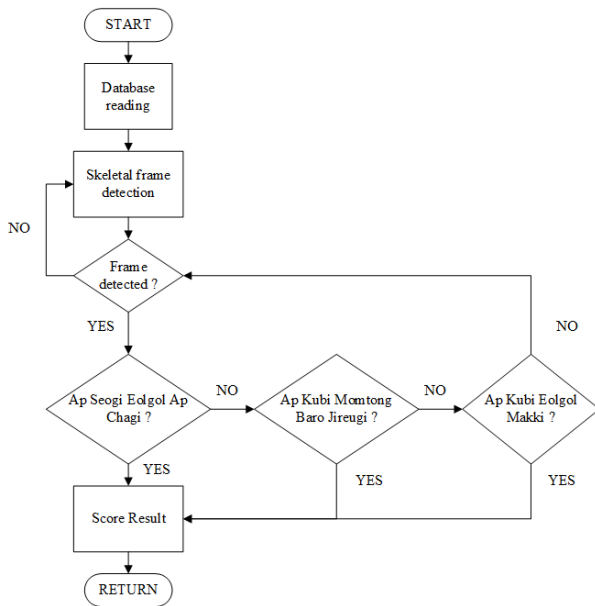 START
Database
reading
Skeletal frame
detection
NO
Frame
detected ?
YES
NO
Ap Seogi Eolgol Ap
Chagi ?
NO
Ap Kubi Momtong
Baro Jireugi ?
NO
Ap Kubi Eolgol
Makki ?
YES
YES
YES
Score Result
RETURN